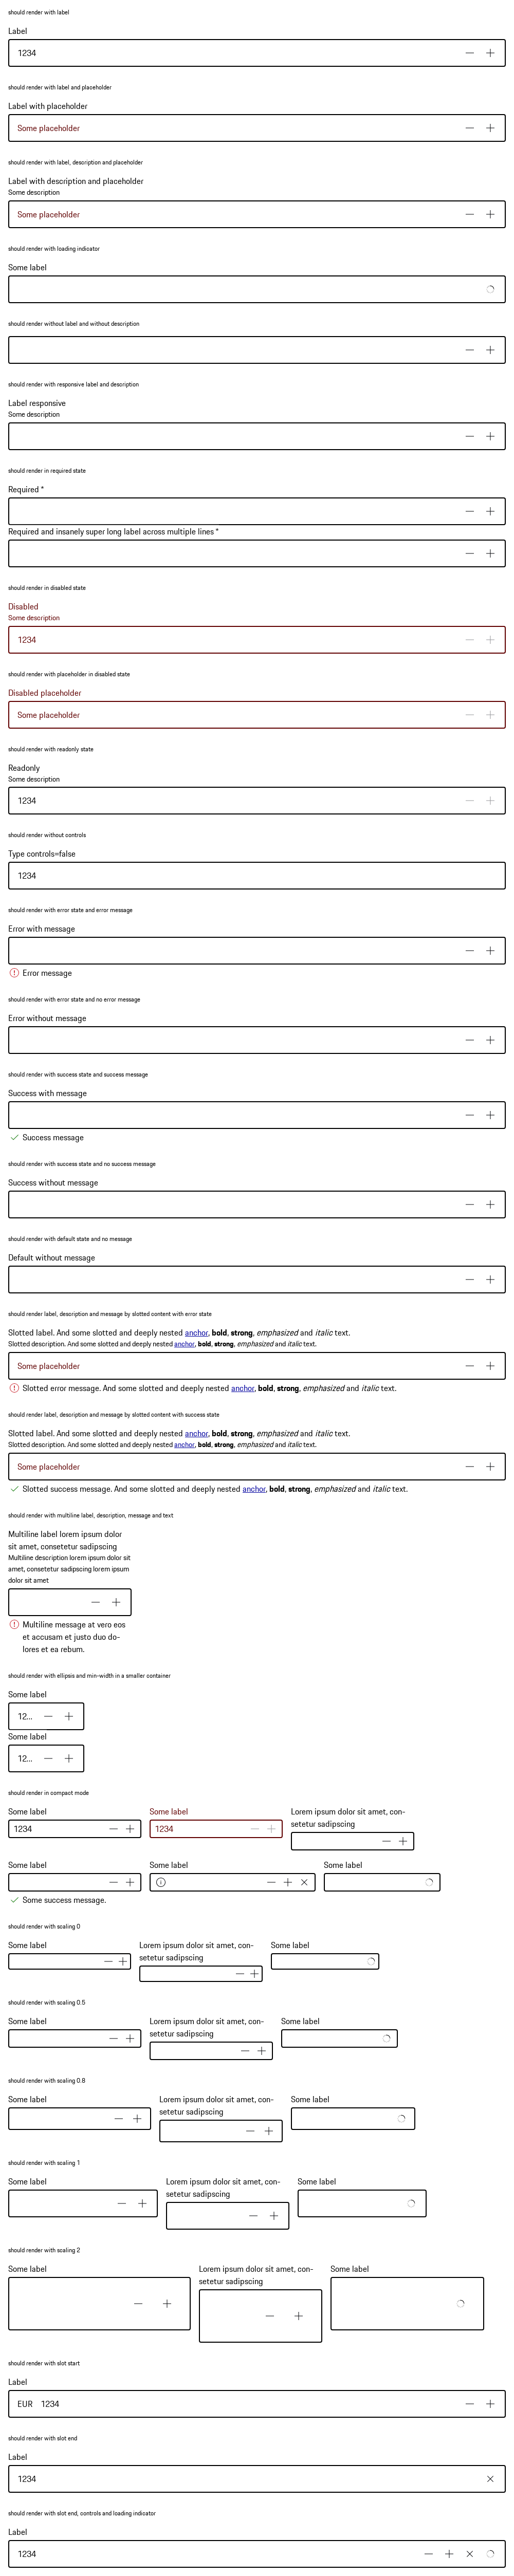 should render with label
Label
1234
should render with label and placeholder
Label with placeholder
Some placeholder
should render with label, description and placeholder
Label with description and placeholder
Some description
Some placeholder
should render with loading indicator
Some label
should render without label and without description
should render with responsive label and description
Label responsive
Some description
should render in required state
Required *
Required and insanely super long label across multiple lines *
should render in disabled state
Disabled
Some description
1234
should render with placeholder in disabled state
Disabled placeholder
Some placeholder
should render with readonly state
Readonly
Some description
1234
should render without controls
Type controls=false
1234
should render with error state and error message
Error with message
Error message
should render with error state and no error message
Error without message
should render with success state and success message
Success with message
Success message
should render with success state and no success message
Success without message
should render with default state and no message
Default without message
should render label, description and message by slotted content with error state
Slotted label. And some slotted and deeply nested anchor, bold, strong, emphasized and italic text.
Slotted description. And some slotted and deeply nested anchor, bold, strong, emphasized and italic text.
Some placeholder
Slotted error message. And some slotted and deeply nested anchor, bold, strong, emphasized and italic text.
should render label, description and message by slotted content with success state
Slotted label. And some slotted and deeply nested anchor, bold, strong, emphasized and italic text.
Slotted description. And some slotted and deeply nested anchor, bold, strong, emphasized and italic text.
Some placeholder
Slotted success message. And some slotted and deeply nested anchor, bold, strong, emphasized and italic text.
should render with multiline label, description, message and text
Multiline label lorem ipsum dolor
sit amet, consetetur sadipscing
Multiline description lorem ipsum dolor sit
amet, consetetur sadipscing lorem ipsum
dolor sit amet
Multiline message at vero eos
et accusam et justo duo do-
lores et ea rebum.
should render with ellipsis and min-width in a smaller container
Some label
12...
Some label
12...
should render in compact mode
Some label
1234
Some label
1234
Lorem ipsum dolor sit amet, con-
setetur sadipscing
Some label
Some success message.
Some label
Some label
should render with scaling 0
Some label
Lorem ipsum dolor sit amet, con-
setetur sadipscing
Some label
should render with scaling 0.5
Some label
Lorem ipsum dolor sit amet, con-
setetur sadipscing
Some label
should render with scaling 0.8
Some label
Lorem ipsum dolor sit amet, con-
setetur sadipscing
Some label
should render with scaling 1
Some label
Lorem ipsum dolor sit amet, con-
setetur sadipscing
Some label
should render with scaling 2
Some label
Lorem ipsum dolor sit amet, con-
setetur sadipscing
Some label
should render with slot start
Label
EUR 1234
should render with slot end
Label
1234
should render with slot end, controls and loading indicator
Label
1234